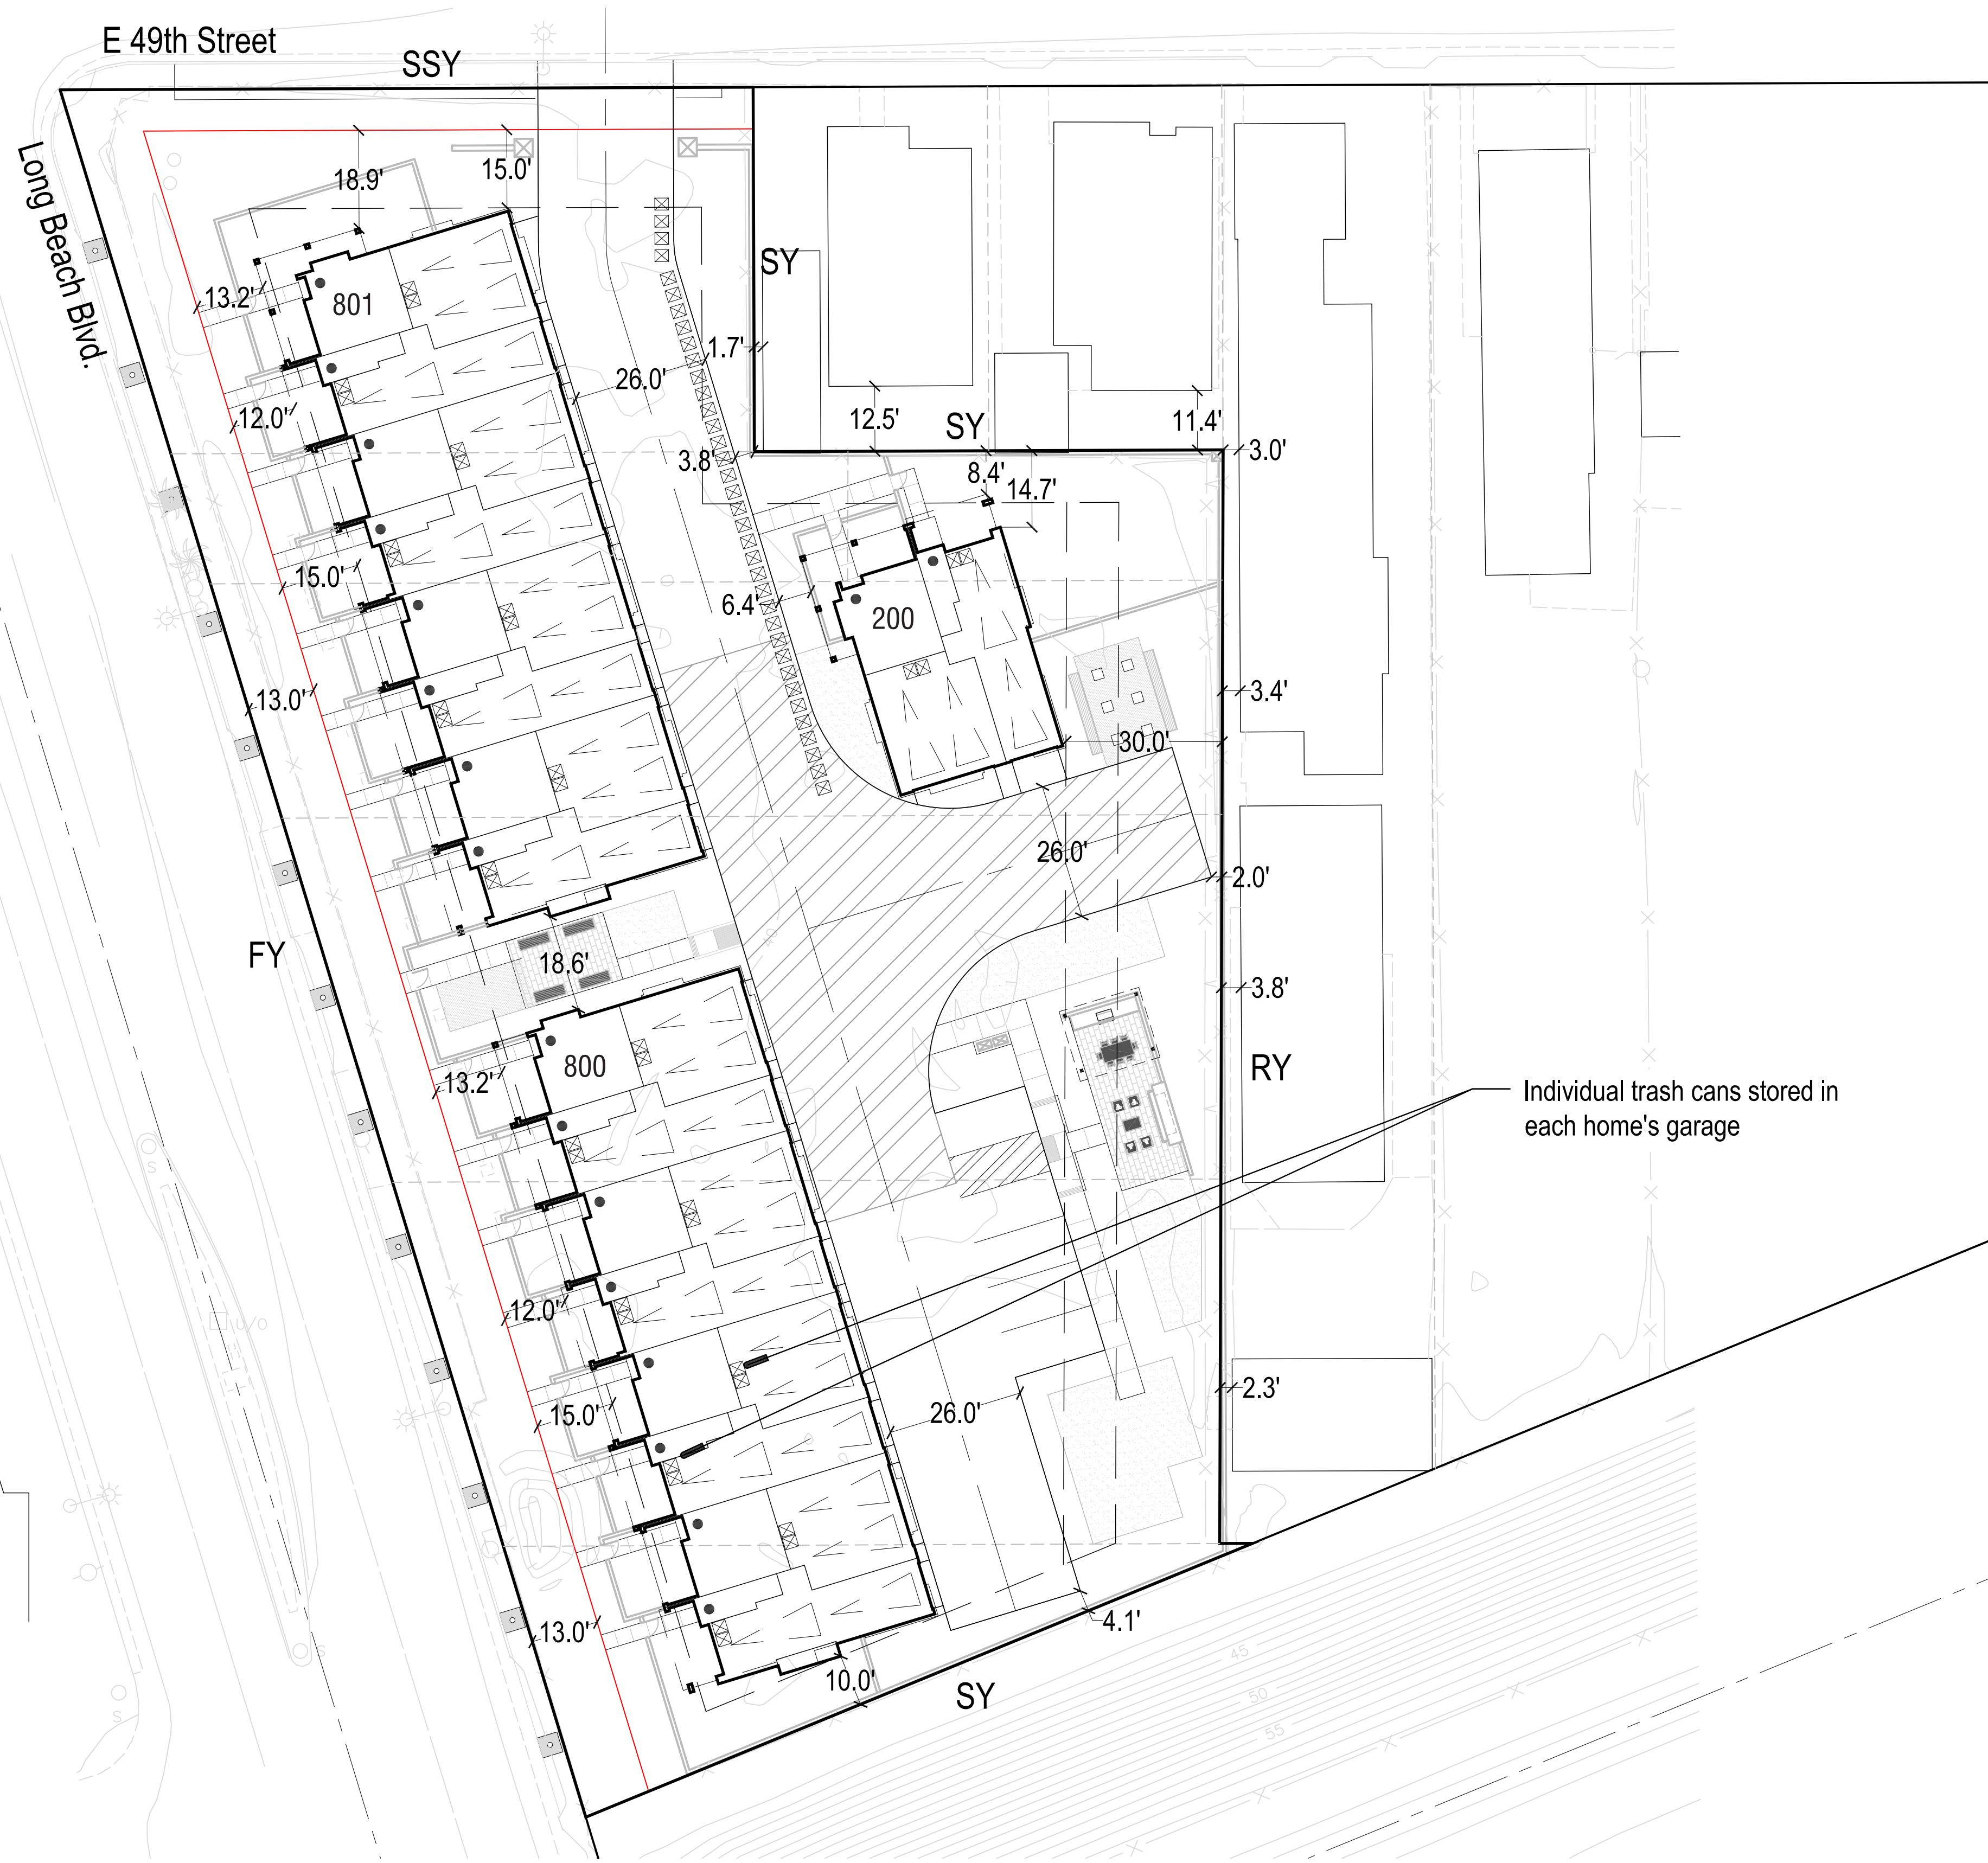 E 49th Street
SSY
Long Beach Blvd.
18.9'
15.0'
SY
13.2'
801
1.7'
26.0'
12.0'
12.5'
SY
11.4'
3.0'
3.8'
8.4'
14.7'
15.0'
6.4'
200
13.0'
3.4'
30.0'
26.0'
2.0'
FY
18.6'
3.8'
800
13.2'
RY
Individual trash cans stored in
each home's garage
12.0'
15.0'
26.0'
2.3'
13.0'
4.1'
10.0'
SY
45
50
55
S
S
S